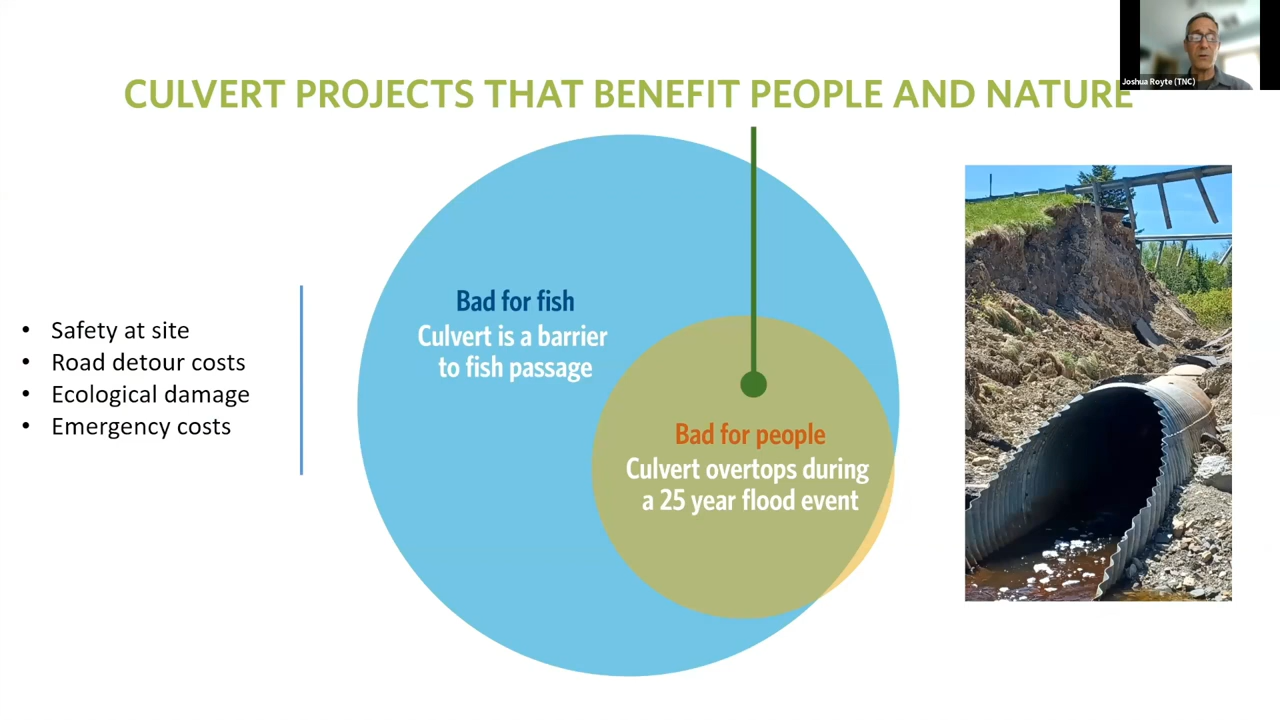 CULVERT PROJECTS THAT BENEFIT PEOPLE AND NATURE
Joshua Royte (TNC)
• Safety at site
• Road detour costs
• Ecological damage
• Emergency costs
Bad for fish
Culvert is a barrier
to fish passage
Bad for people
Culvert overtops during
a 25 year flood event